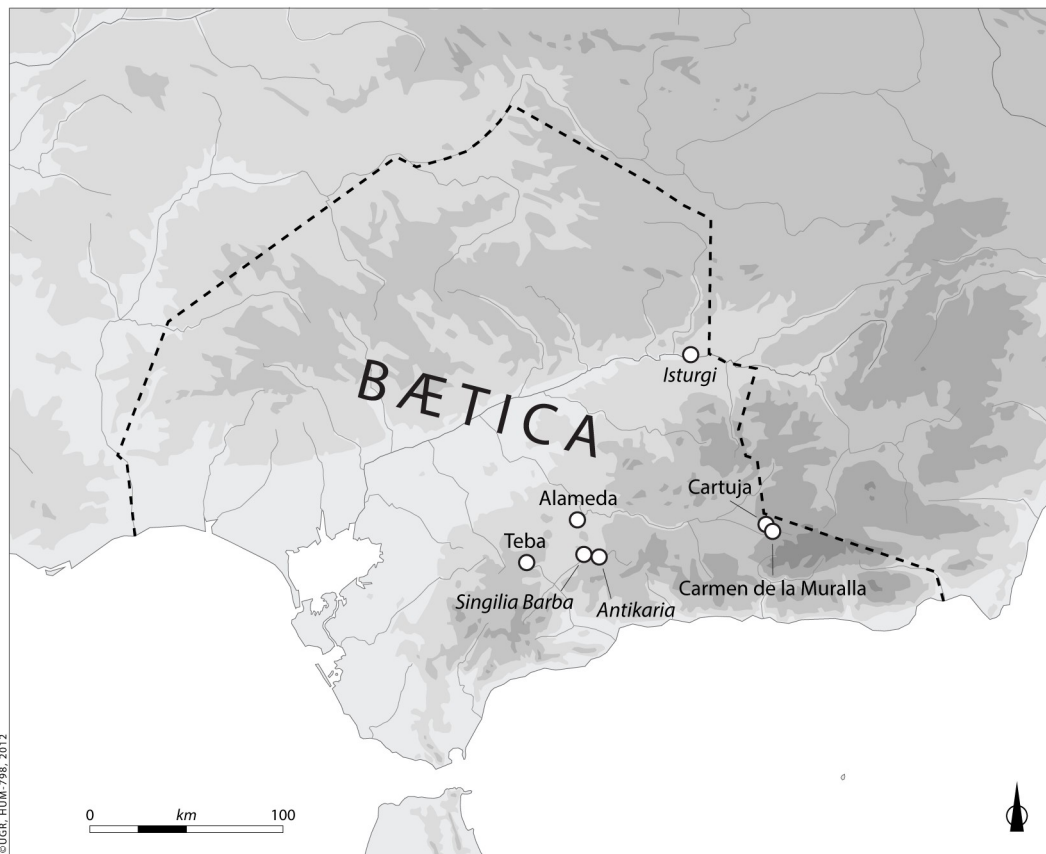 BÆTICA
Isturgi
Cartuja
Alameda
Teba
Singilia Barba
Antikaria
Carmen de la Muralla
0 km 100
©UGR, HUM-798, 2012